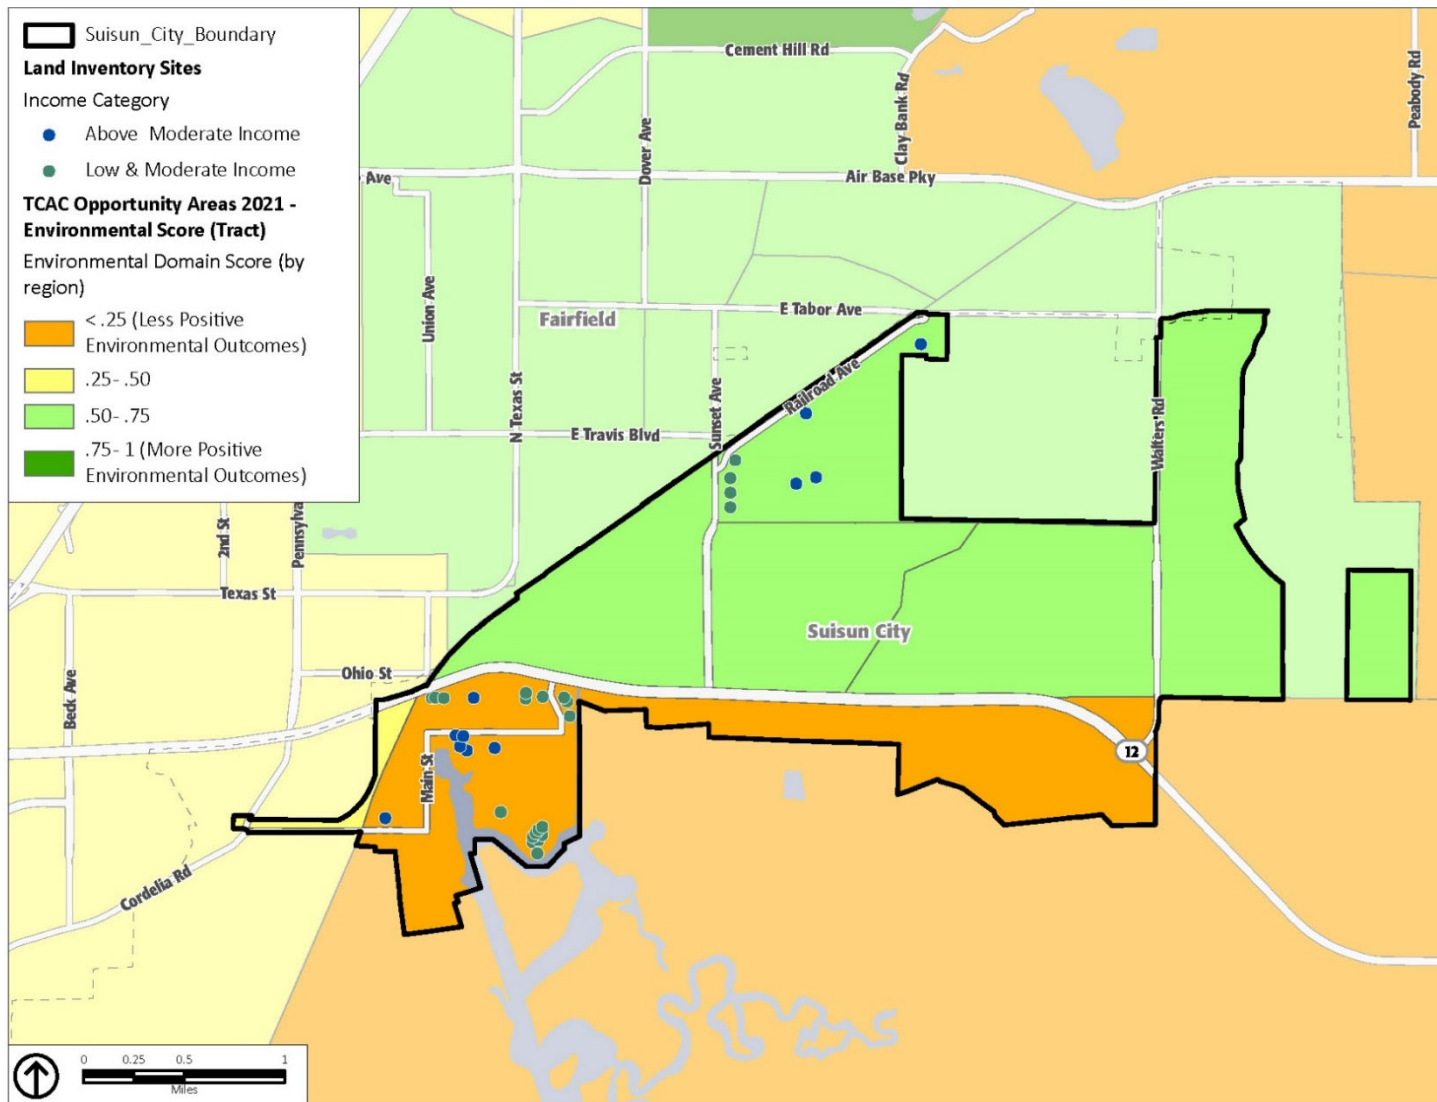 Suisun_City_Boundary
Land Inventory Sites
Income Category
Above Moderate Income
Low & Moderate Income
TCAC Opportunity Areas 2021 -
Environmental Score (Tract)
Environmental Domain Score (by
region)
< .25 (Less Positive
Environmental Outcomes)
.25- .50
.50- .75
.75- 1 (More Positive
Environmental Outcomes)
Cement Hill Rd
Clay Bank Rd
Peabody Rd
Dover Ave
Ave
Air Base Pky
Union Ave
N Texas St
Fairfield
E Tabor Ave
Railroad Ave
Sunset Ave
E Travis Blvd
Walters Rd
2nd St
Pennsylva
Texas St
Suisun City
Ohio St
Beck Ave
Main St
12
Cordelia Rd
0 0.25 0.5 1
Miles